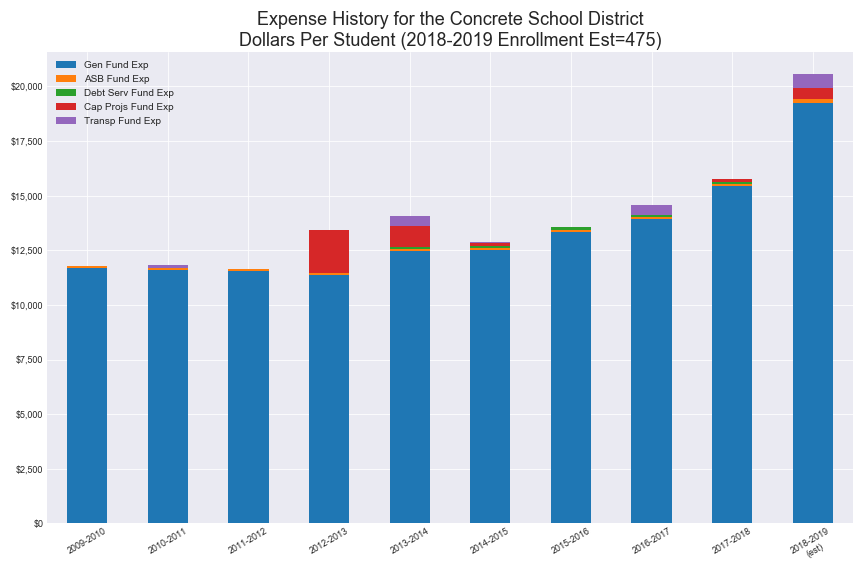 Expense History for the Concrete School District
Dollars Per Student (2018-2019 Enrollment Est=475)
Gen Fund Exp
ASB Fund Exp
Debt Serv Fund Exp
Cap Projs Fund Exp
Transp Fund Exp
$20,000
$17,500
$15,000
$12,500
$10,000
$7,500
$5,000
$2,500
$0
2009-2010
2010-2011
2011-2012
2012-2013
2013-2014
2014-2015
2015-2016
2016-2017
2017-2018
2018-2019
(est)